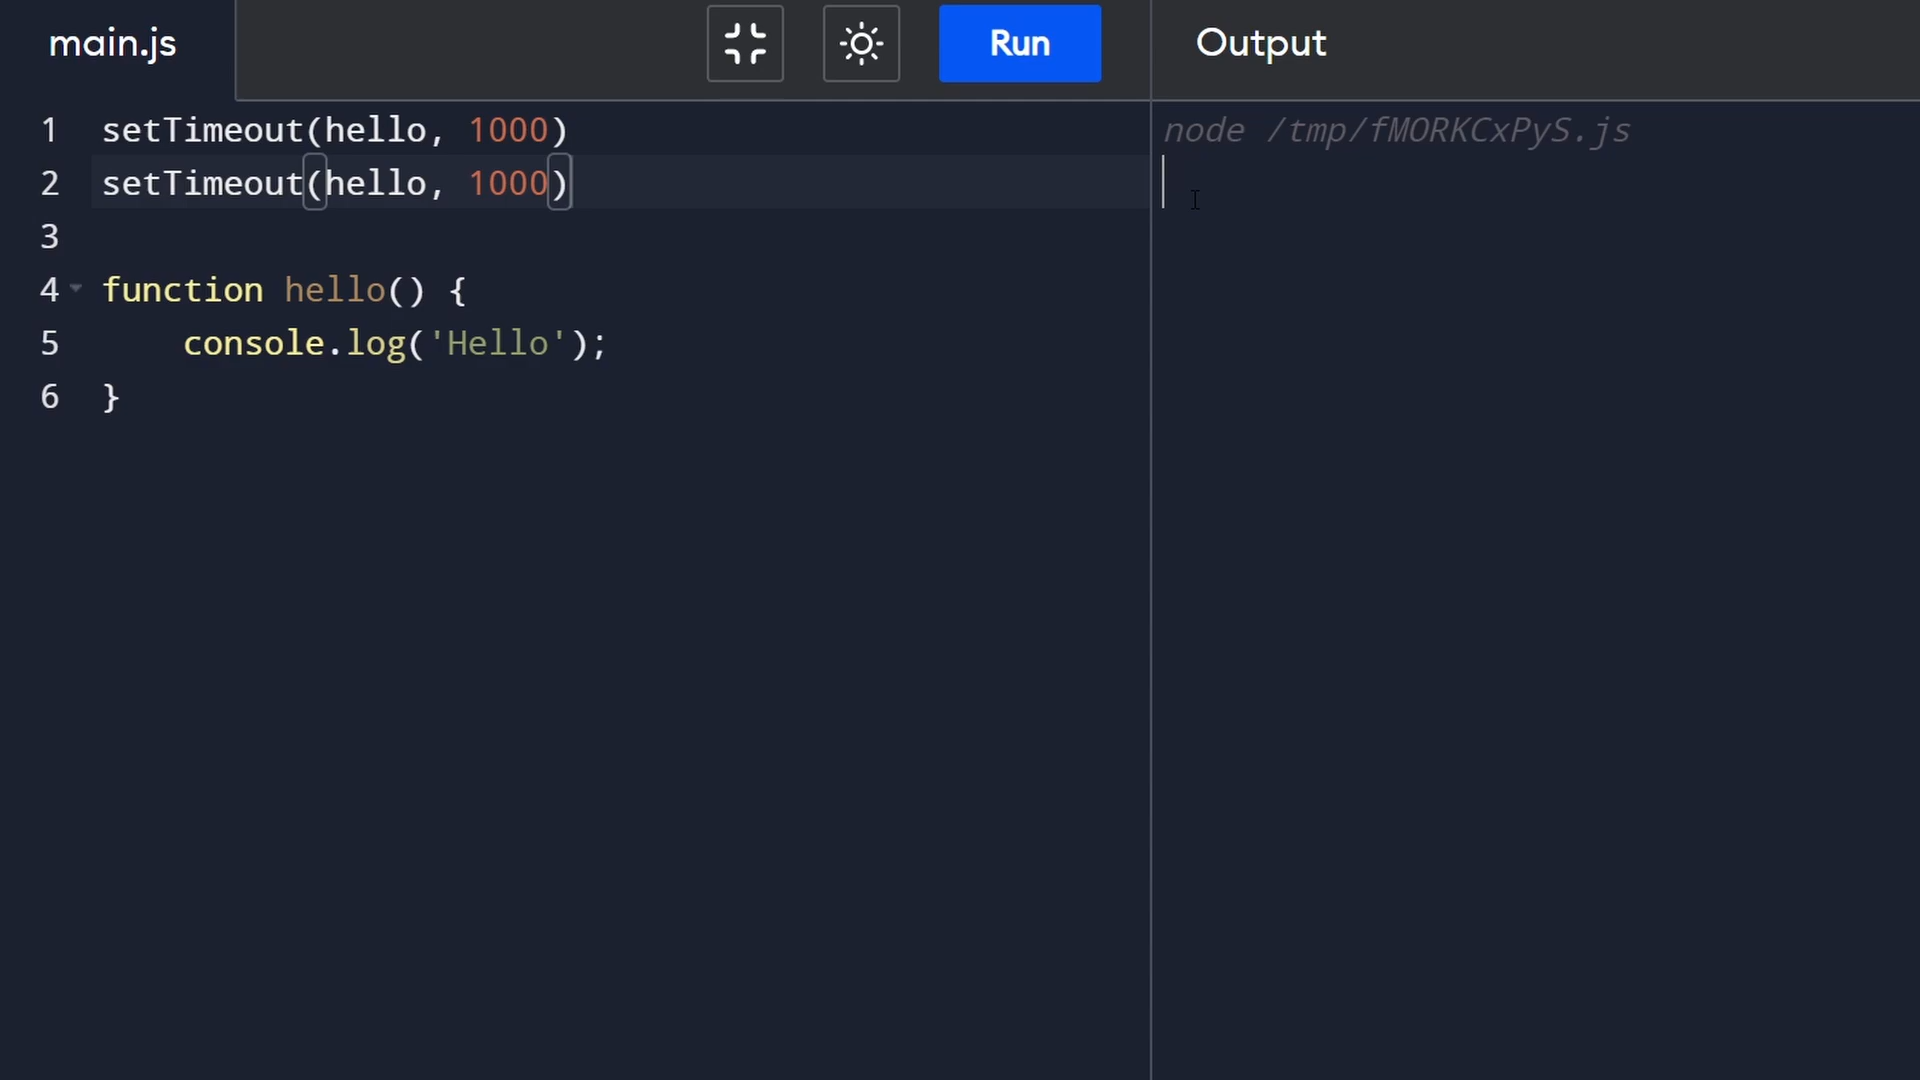 main.js
Run
Output
1 setTimeout(hello, 1000)
2 setTimeout(hello, 1000)
3
4 function hello() {
5     console.log('Hello');
6 }
node /tmp/fMORKCxPyS.js